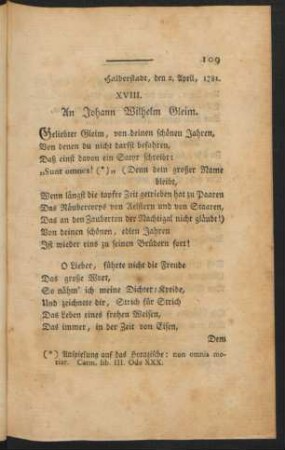 109
Halberstadt, den 2. April, 1781.
XVIII.
An Johann Wilhelm Gleim.
Geliebter Gleim, von deinen schönen Jahren,
Von denen du nicht darfst befahren,
Daß einst davon ein Satyr schreibe:
„Sunt omnes! (*)„ (Denn dein großer Name
bleibt,
Wenn längst die tapfre Zeit getrieben hat zu Paaren
Das Räubercorps von Aelstern und von Staaren,
Das an den Zauberton der Nachtigal nicht gläubt!)
Von deinen schönen, edlen Jahren
Ist wieder eins zu seinen Brüdern fort!
O Lieber, führte nicht die Freude
Das große Wort,
So nähm' ich meine Dichter-Kreide,
Und zeichnete dir, Strich für Strich
Das Leben eines frohen Weisen,
Das immer, in der Zeit von Eisen,
Dem
(*) Anspielung auf das Horazische: non omnis mo-
riar. Carm. lib. III. Ode XXX.